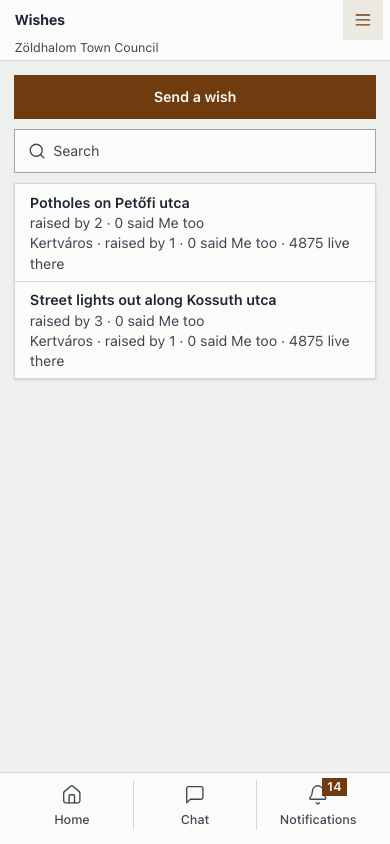 Wishes
Zöldhalom Town Council
Send a wish
Search
Potholes on Petőfi utca
raised by 2 · 0 said Me too
Kertváros · raised by 1 · 0 said Me too · 4875 live
there
Street lights out along Kossuth utca
raised by 3 · 0 said Me too
Kertváros · raised by 1 · 0 said Me too · 4875 live
there
14
Home
Chat
Notifications